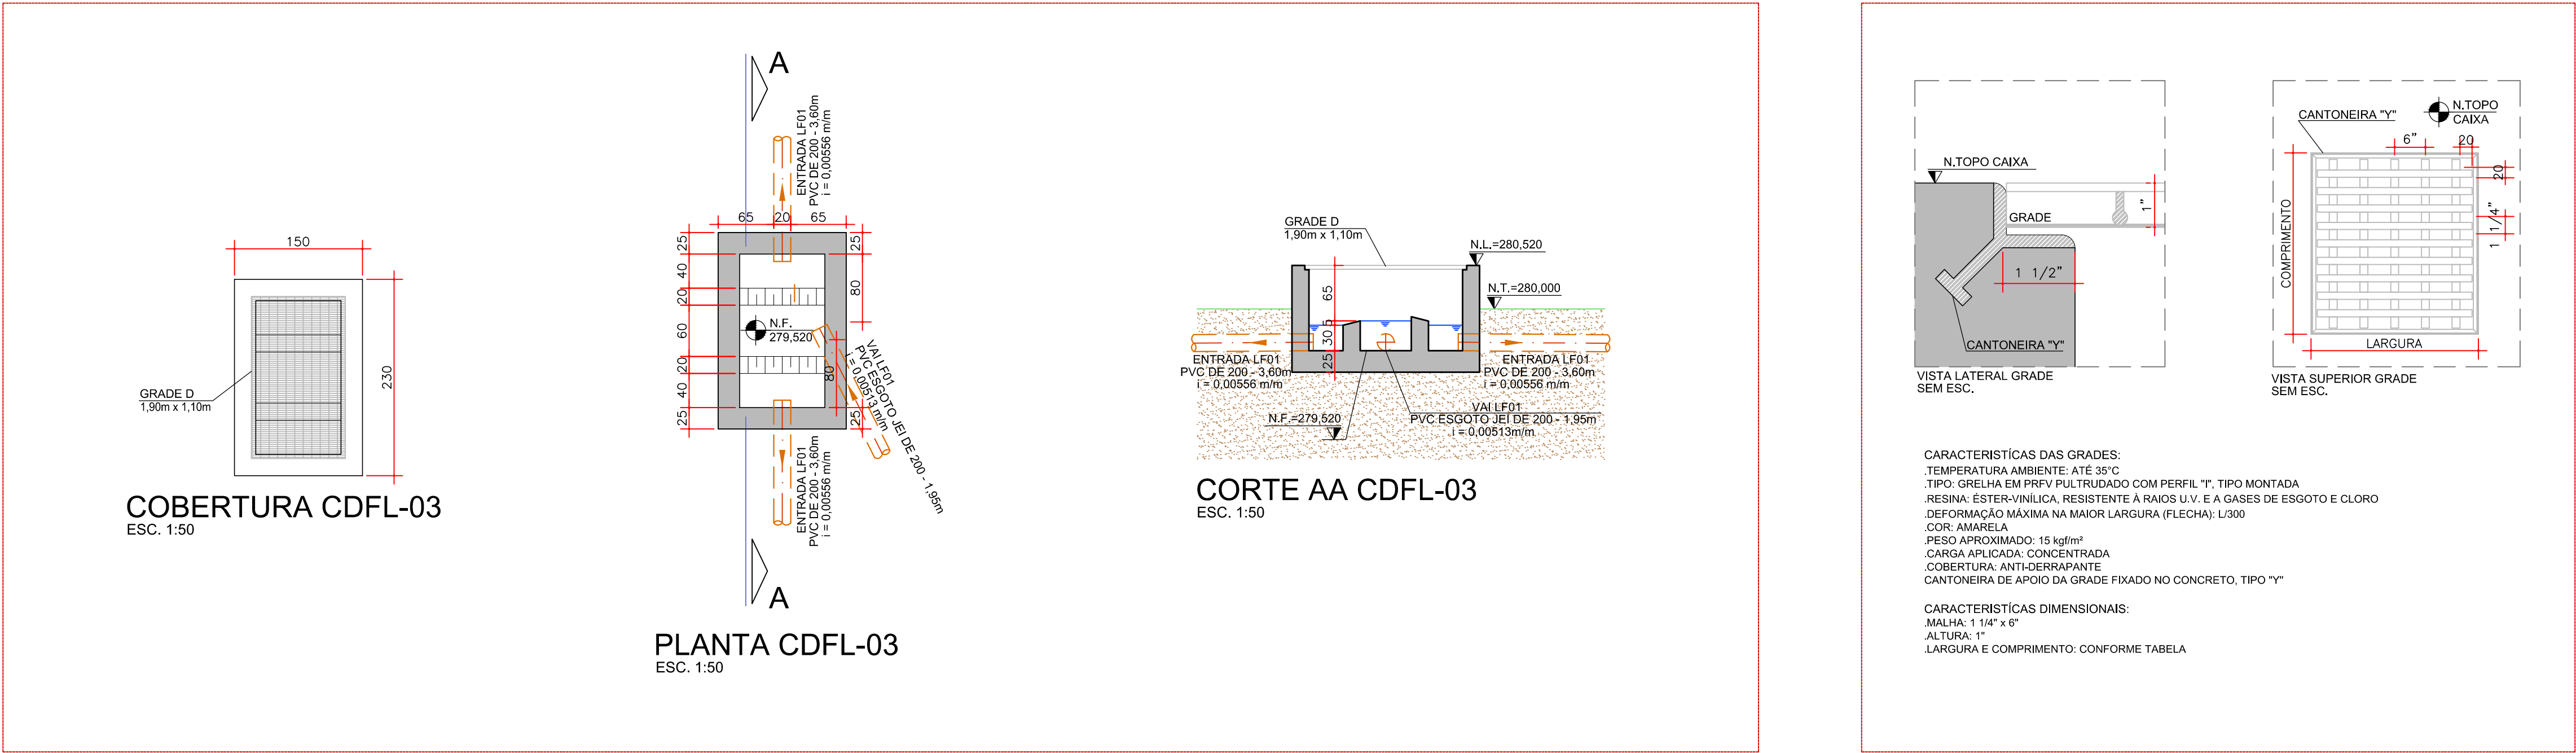 150
230
GRADE D
1,90m x 1,10m
COBERTURA CDFL-03
ESC. 1:50
A
ENTRADA LF01
PVC DE 200 - 3,60m
i = 0,00556 m/m
65
20
65
25
40
20
60
20
40
25
25
80
80
25
N.F.
279,520
VAI LF01
PVC ESGOTO JEI DE 200 - 1,95m
i = 0,00513 m/m
ENTRADA LF01
PVC DE 200 - 3,60m
i = 0,00556 m/m
A
PLANTA CDFL-03
ESC. 1:50
GRADE D
1,90m x 1,10m
N.L.=280,520
N.T.=280,000
65
5
30
25
ENTRADA LF01
PVC DE 200 - 3,60m
i = 0,00556 m/m
ENTRADA LF01
PVC DE 200 - 3,60m
i = 0,00556 m/m
N.F.=279,520
VAI LF01
PVC ESGOTO JEI DE 200 - 1,95m
i = 0,00513m/m
CORTE AA CDFL-03
ESC. 1:50
N.TOPO CAIXA
GRADE
1"
1 1/2"
CANTONEIRA "Y"
VISTA LATERAL GRADE
SEM ESC.
CANTONEIRA "Y"
N.TOPO
CAIXA
6"
20
20
1 1/4"
COMPRIMENTO
LARGURA
VISTA SUPERIOR GRADE
SEM ESC.
CARACTERISTÍCAS DAS GRADES:
.TEMPERATURA AMBIENTE: ATÉ 35°C
.TIPO: GRELHA EM PRFV PULTRUDADO COM PERFIL "I", TIPO MONTADA
.RESINA: ÉSTER-VINÍLICA, RESISTENTE À RAIOS U.V. E A GASES DE ESGOTO E CLORO
.DEFORMAÇÃO MÁXIMA NA MAIOR LARGURA (FLECHA): L/300
.COR: AMARELA
.PESO APROXIMADO: 15 kgf/m²
.CARGA APLICADA: CONCENTRADA
.COBERTURA: ANTI-DERRAPANTE
CANTONEIRA DE APOIO DA GRADE FIXADO NO CONCRETO, TIPO "Y"
CARACTERISTÍCAS DIMENSIONAIS:
.MALHA: 1 1/4" x 6"
.ALTURA: 1"
.LARGURA E COMPRIMENTO: CONFORME TABELA